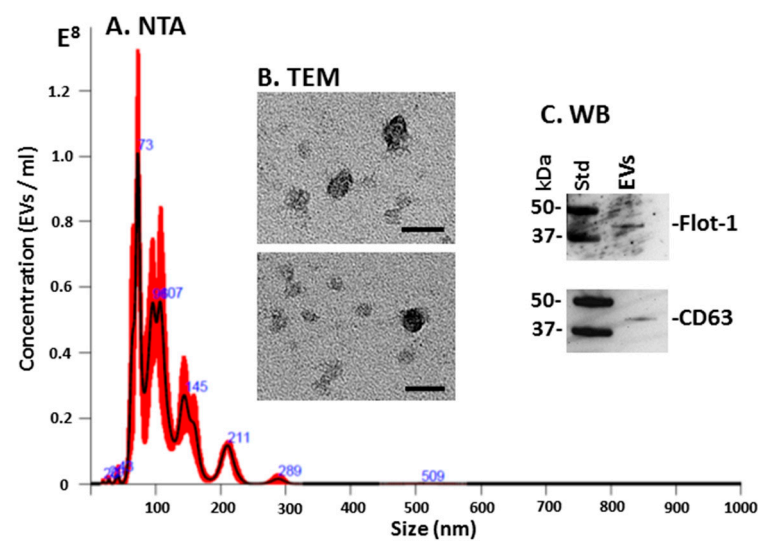 A. NTA
E⁸
Concentration (EVs / ml)
1.2
1.0
0.8
0.6
0.4
0.2
0
73
145
211
289
509
100
200
300
400
500
600
700
800
900
1000
Size (nm)
B. TEM
C. WB
kDa
Std
EVs
50-
37-
-Flot-1
50-
37-
-CD63